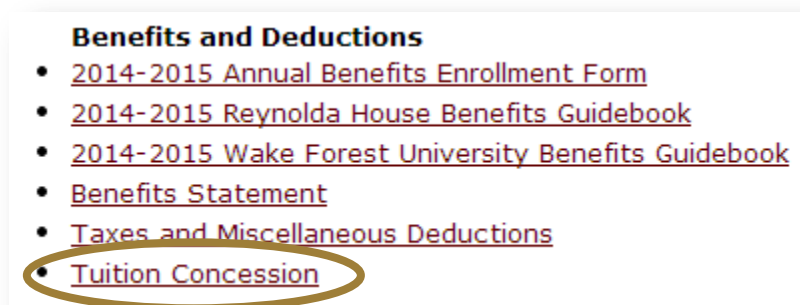 Benefits and Deductions
2014-2015 Annual Benefits Enrollment Form
2014-2015 Reynolda House Benefits Guidebook
2014-2015 Wake Forest University Benefits Guidebook
Benefits Statement
Taxes and Miscellaneous Deductions
Tuition Concession